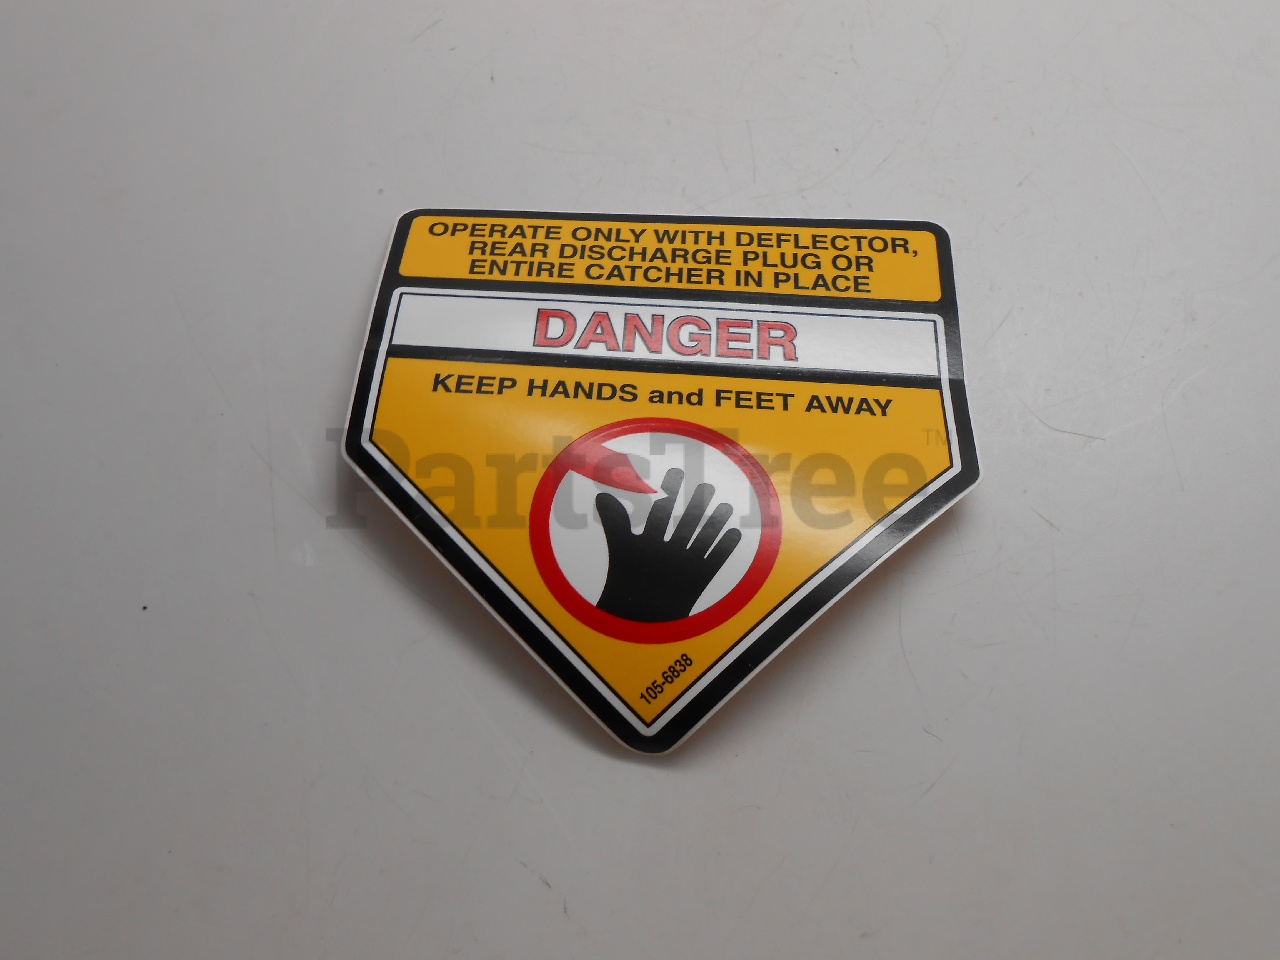 OPERATE ONLY WITH DEFLECTOR,
REAR DISCHARGE PLUG OR
ENTIRE CATCHER IN PLACE
DANGER
KEEP HANDS and FEET AWAY
PartsTree™
105-6838